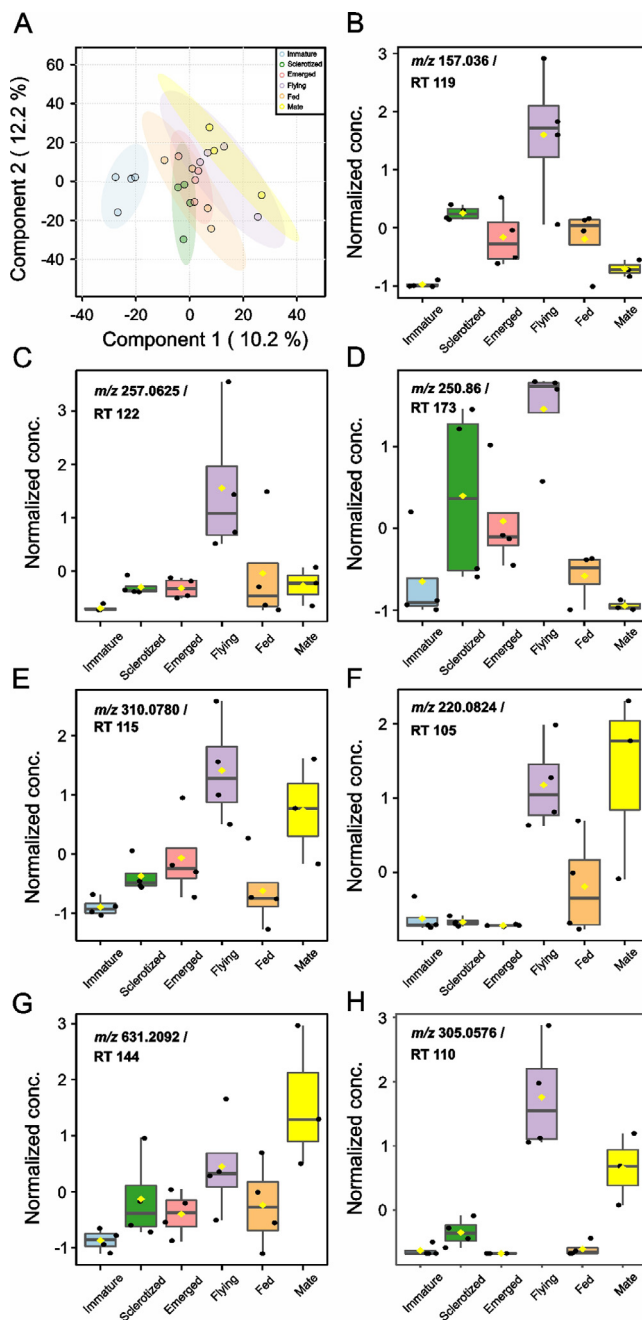 A
Component 2 ( 12.2 %)
60
40
20
0
-20
-40
-40
-20
0
20
40
Component 1 ( 10.2 %)
Immature
Sclerotized
Emerged
Flying
Fed
Mate
B
m/z 157.036 /
RT 119
Normalized conc.
3
2
1
0
-1
Immature
Sclerotized
Emerged
Flying
Fed
Mate
C
m/z 257.0625 /
RT 122
Normalized conc.
3
2
1
0
Immature
Sclerotized
Emerged
Flying
Fed
Mate
D
m/z 250.86 /
RT 173
Normalized conc.
1
0
-1
Immature
Sclerotized
Emerged
Flying
Fed
Mate
E
m/z 310.0780 /
RT 115
Normalized conc.
2
1
0
-1
Immature
Sclerotized
Emerged
Flying
Fed
Mate
F
m/z 220.0824 /
RT 105
Normalized conc.
2
1
0
Immature
Sclerotized
Emerged
Flying
Fed
Mate
G
m/z 631.2092 /
RT 144
Normalized conc.
3
2
1
0
-1
Immature
Sclerotized
Emerged
Flying
Fed
Mate
H
m/z 305.0576 /
RT 110
Normalized conc.
3
2
1
0
Immature
Sclerotized
Emerged
Flying
Fed
Mate